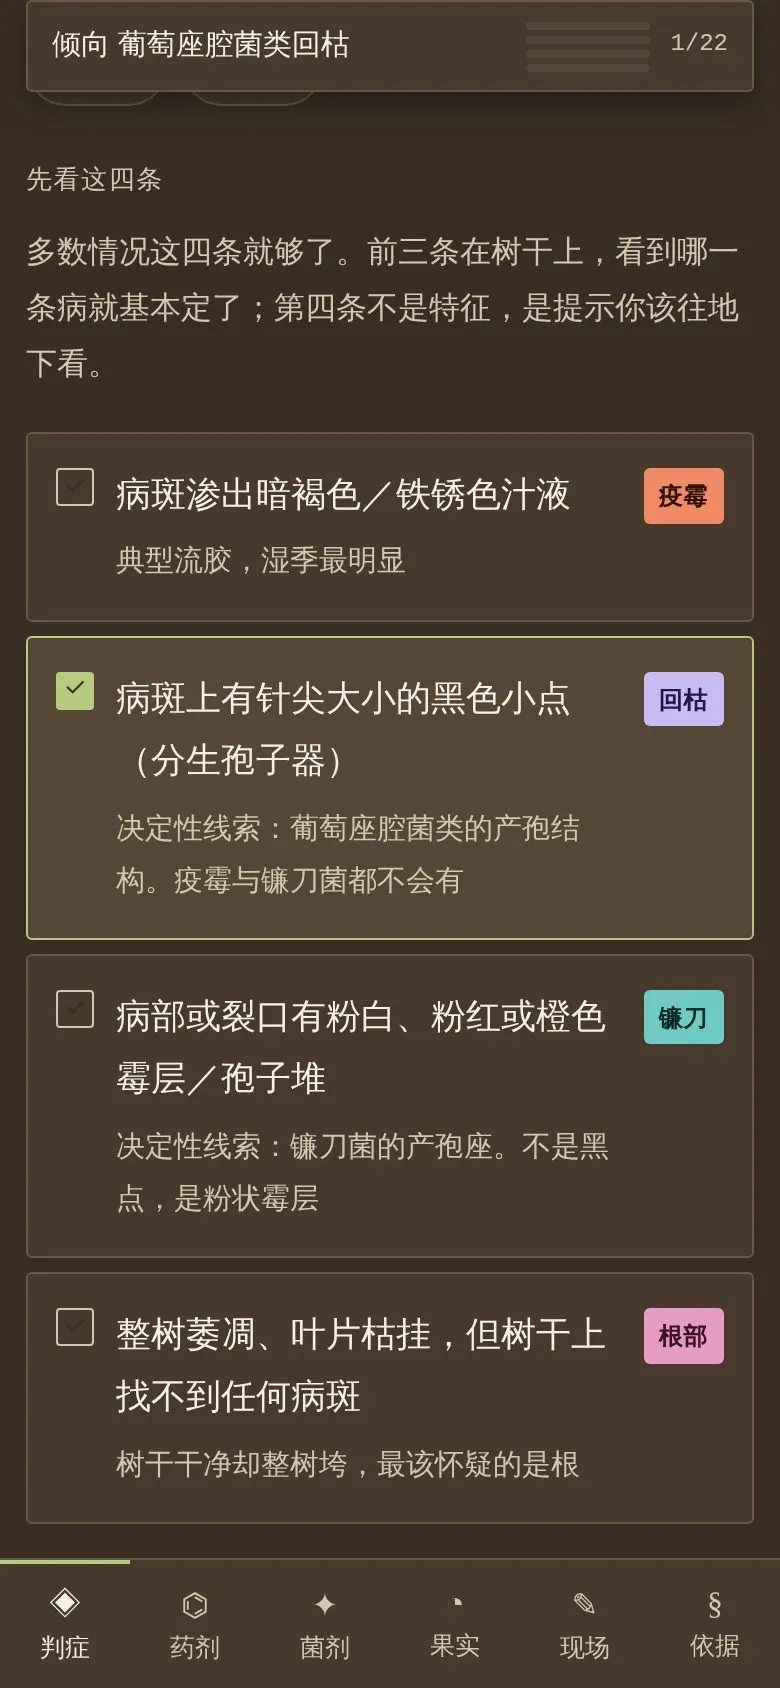 倾向 葡萄座腔菌类回枯
1/22
先看这四条
多数情况这四条就够了。前三条在树干上，看到哪一
条病就基本定了；第四条不是特征，是提示你该往地
下看。
病斑渗出暗褐色／铁锈色汁液
疫霉
典型流胶，湿季最明显
病斑上有针尖大小的黑色小点
（分生孢子器）
回枯
决定性线索：葡萄座腔菌类的产孢结
构。疫霉与镰刀菌都不会有
病部或裂口有粉白、粉红或橙色
霉层／孢子堆
镰刀
决定性线索：镰刀菌的产孢座。不是黑
点，是粉状霉层
整树萎凋、叶片枯挂，但树干上
找不到任何病斑
根部
树干干净却整树垮，最该怀疑的是根
判症
药剂
菌剂
果实
现场
§
依据